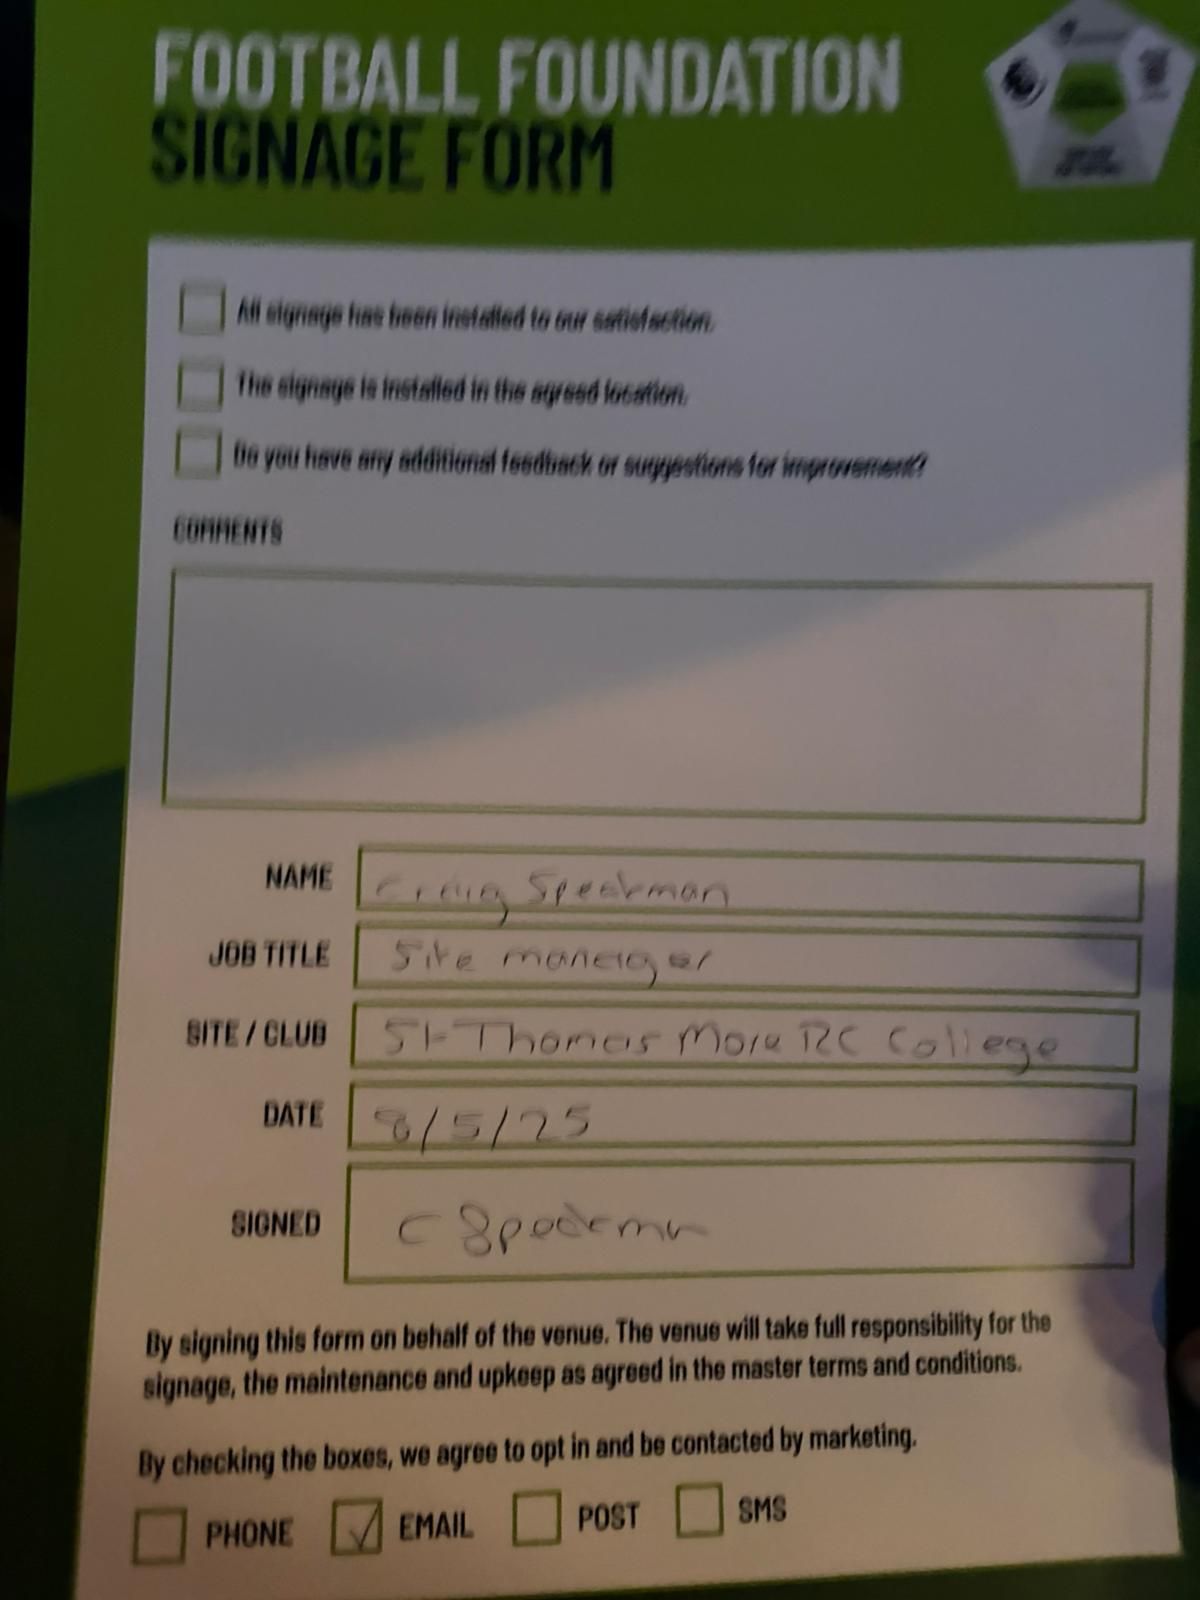 FOOTBALL FOUNDATION
SIGNAGE FORM
All signage has been installed to our satisfaction.
The signage is installed in the agreed location.
Do you have any additional feedback or suggestions for improvement?
COMMENTS
NAME Craig Speakman
JOB TITLE Site manager
SITE / CLUB St Thomas More RC College
DATE 8/5/25
SIGNED C Speakman
By signing this form on behalf of the venue. The venue will take full responsibility for the
signage, the maintenance and upkeep as agreed in the master terms and conditions.
By checking the boxes, we agree to opt in and be contacted by marketing.
PHONE EMAIL POST SMS